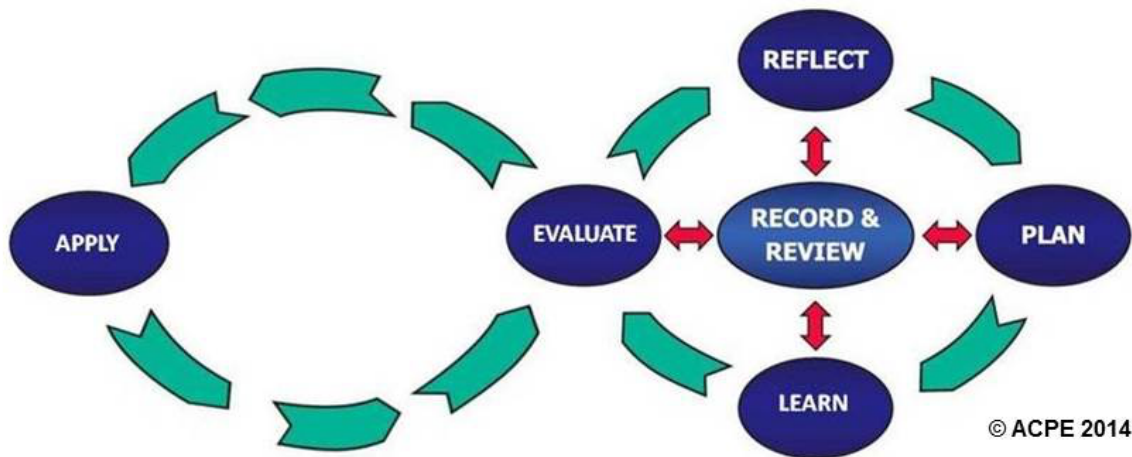 REFLECT
APPLY
EVALUATE
RECORD &
REVIEW
PLAN
LEARN
© ACPE 2014